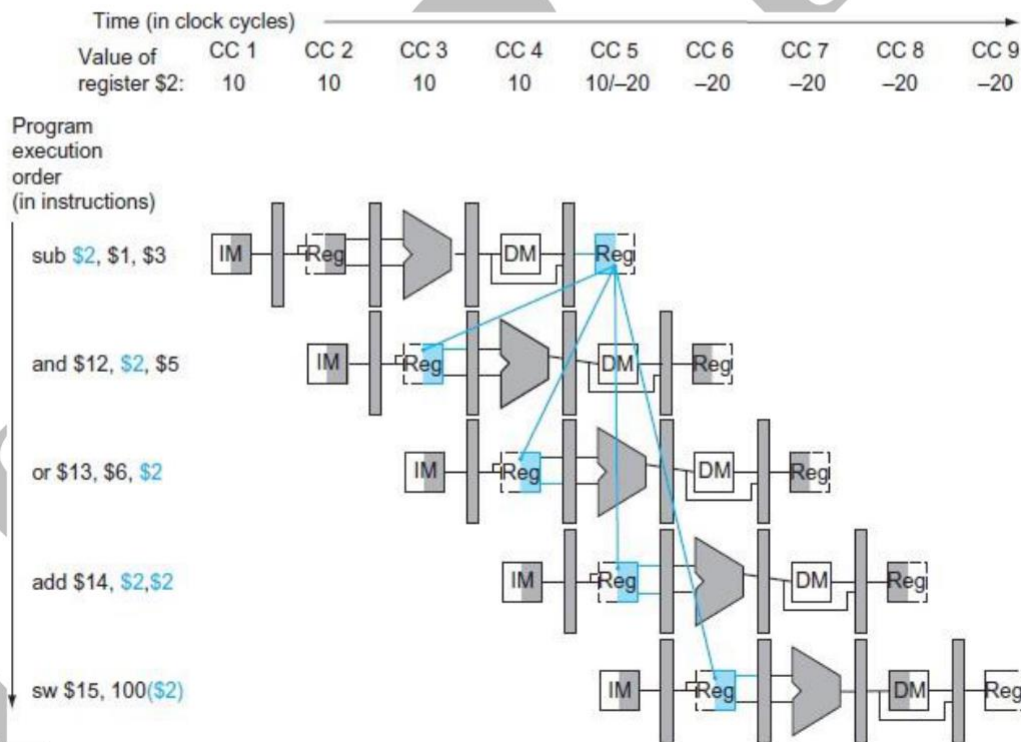 Time (in clock cycles)
Value of register $2: CC 1 CC 2 CC 3 CC 4 CC 5 CC 6 CC 7 CC 8 CC 9
10 10 10 10 10/–20 –20 –20 –20 –20
Program
execution
order
(in instructions)
sub $2, $1, $3 IM Reg DM Reg
and $12, $2, $5 IM Reg DM Reg
or $13, $6, $2 IM Reg DM Reg
add $14, $2,$2 IM Reg DM Reg
sw $15, 100($2) IM Reg DM Reg